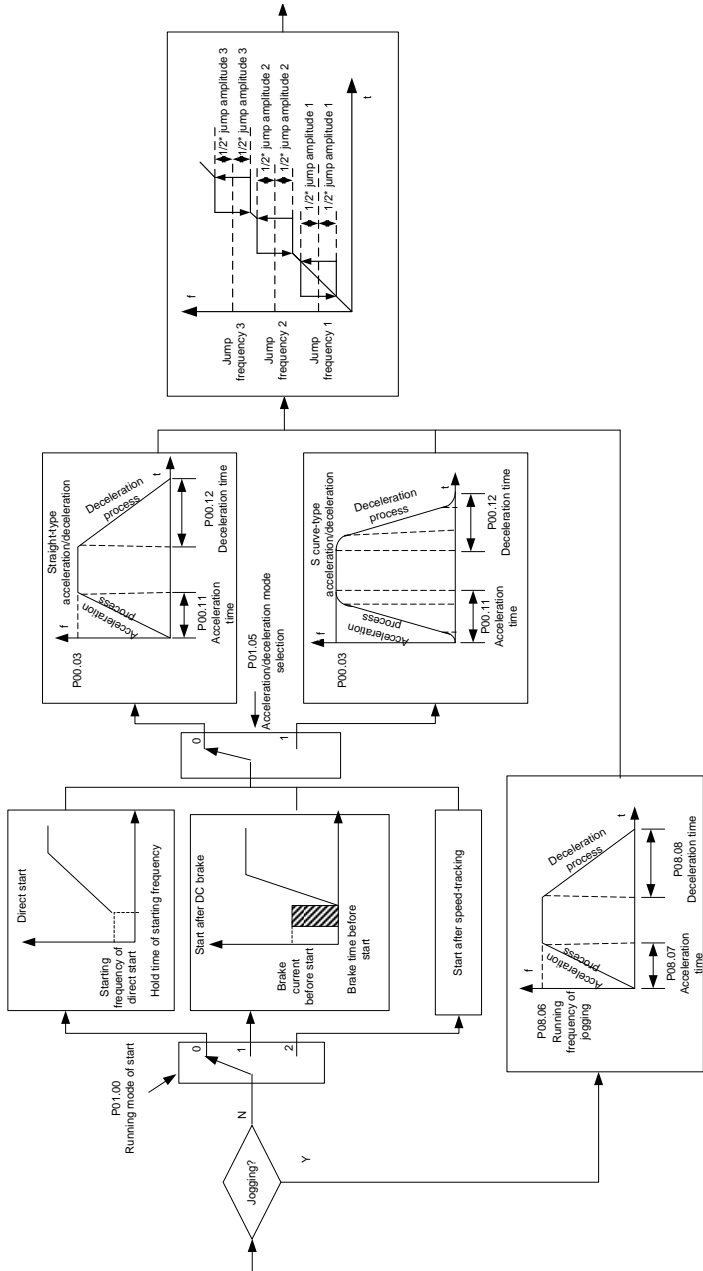 Jogging?
N
Y
P01.00
Running mode of start
0
1
2
Direct start
Starting
frequency of
direct start
Hold time of starting frequency
Start after DC brake
Brake
current
before start
Brake time before
start
Start after speed-tracking
P08.06
Running
frequency of
jogging
f
Acceleration
process
Deceleration
process
t
P08.07
Acceleration
time
P08.08
Deceleration time
0
1
P01.05
Acceleration/deceleration mode
selection
Straight-type
acceleration/deceleration
P00.03
f
Acceleration
process
Deceleration
process
t
P00.11
Acceleration
time
P00.12
Deceleration time
S curve-type
acceleration/deceleration
P00.03
f
Acceleration
process
Deceleration
process
t
P00.11
Acceleration
time
P00.12
Deceleration time
f
Jump
frequency 3
Jump
frequency 2
Jump
frequency 1
1/2* jump amplitude 3
1/2* jump amplitude 3
1/2* jump amplitude 2
1/2* jump amplitude 2
1/2* jump amplitude 1
1/2* jump amplitude 1
t